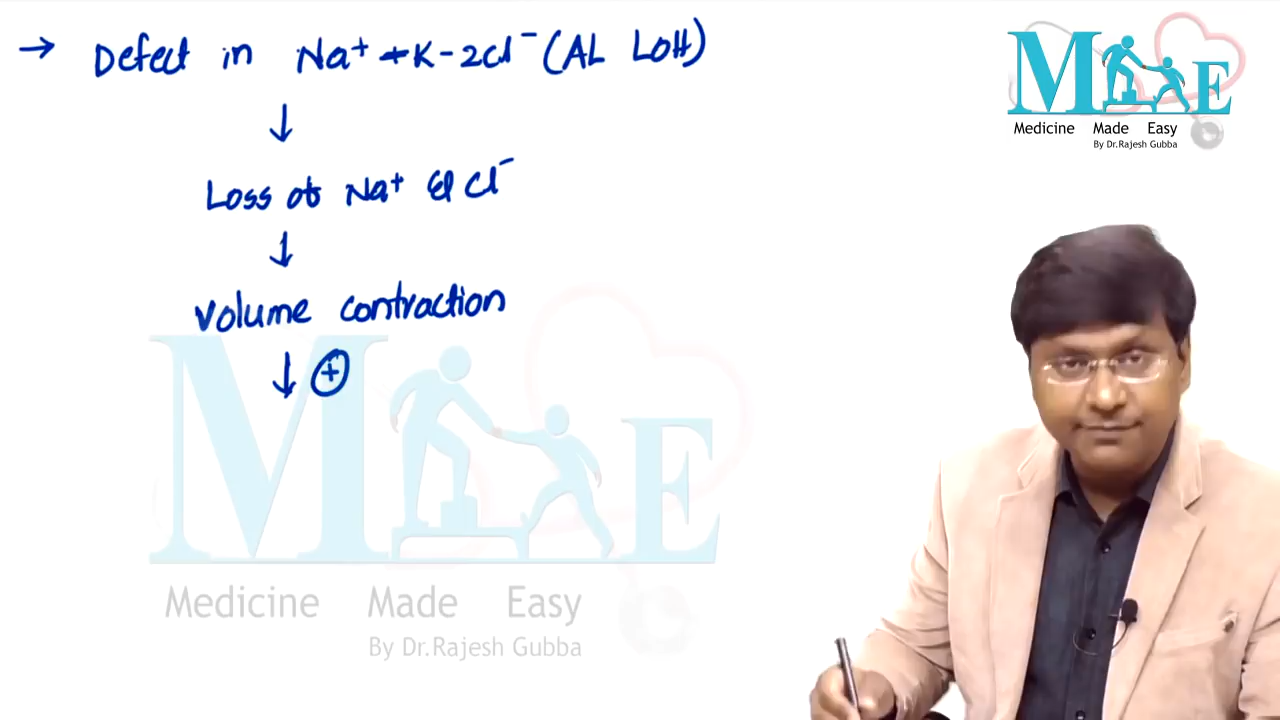 → Defect in Na⁺-K-2Cl⁻ (AL LOH)
↓
Loss of Na⁺ & Cl⁻
↓
Volume contraction
↓ ⊕
M E
Medicine Made Easy
By Dr.Rajesh Gubba
M E
Medicine Made Easy
By Dr.Rajesh Gubba